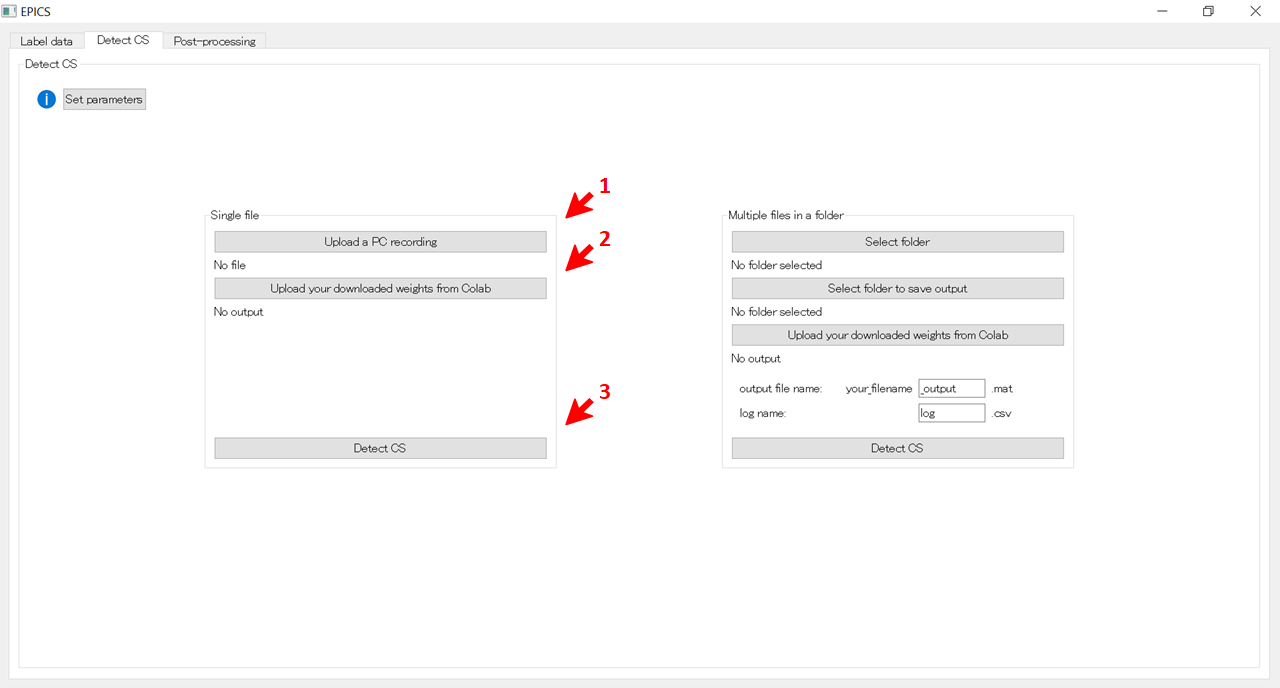 EPICS
Label data Detect CS Post-processing
Detect CS
i Set parameters
1
Single file
Upload a PC recording
2
No file
Upload your downloaded weights from Colab
No output
3
Detect CS
Multiple files in a folder
Select folder
No folder selected
Select folder to save output
No folder selected
Upload your downloaded weights from Colab
No output
output file name: your_filename _output .mat
log name: log .csv
Detect CS